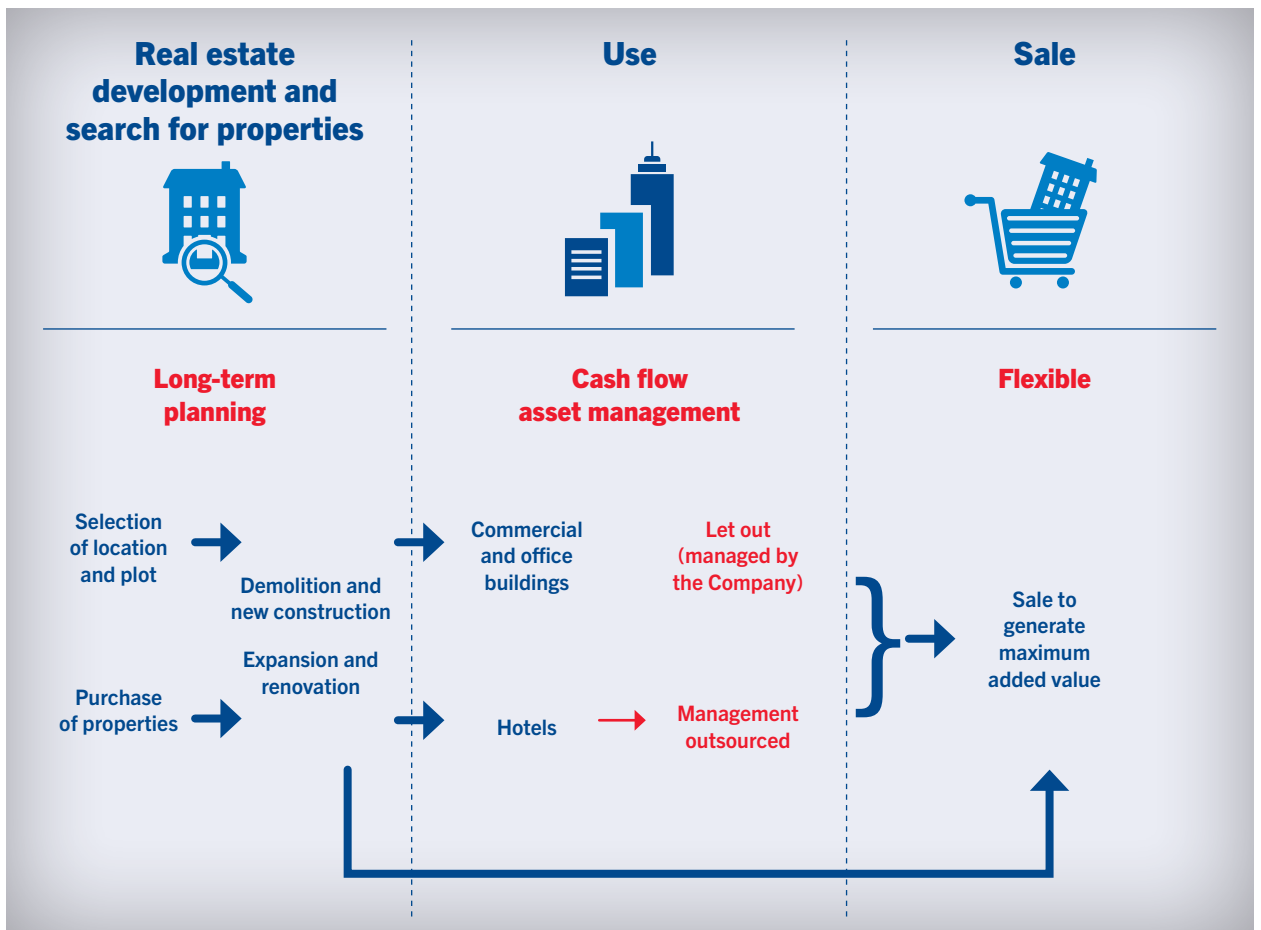 Real estate
development and
search for properties
Use
Sale
Long-term
planning
Cash flow
asset management
Flexible
Selection
of location
and plot
Demolition and
new construction
Expansion and
renovation
Purchase
of properties
Commercial
and office
buildings
Let out
(managed by
the Company)
Hotels
Management
outsourced
Sale to
generate
maximum
added value